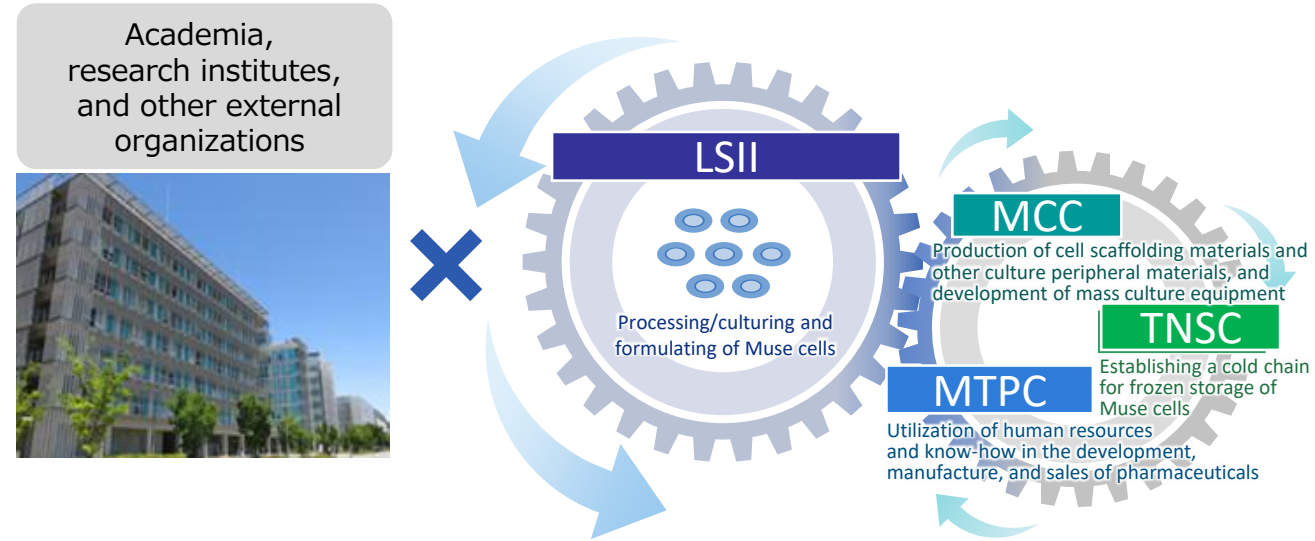 Academia,
research institutes,
and other external
organizations
LSII
Processing/culturing and
formulating of Muse cells
MCC
Production of cell scaffolding materials and
other culture peripheral materials, and
development of mass culture equipment
TNSC
Establishing a cold chain
for frozen storage of
Muse cells
MTPC
Utilization of human resources
and know-how in the development,
manufacture, and sales of pharmaceuticals